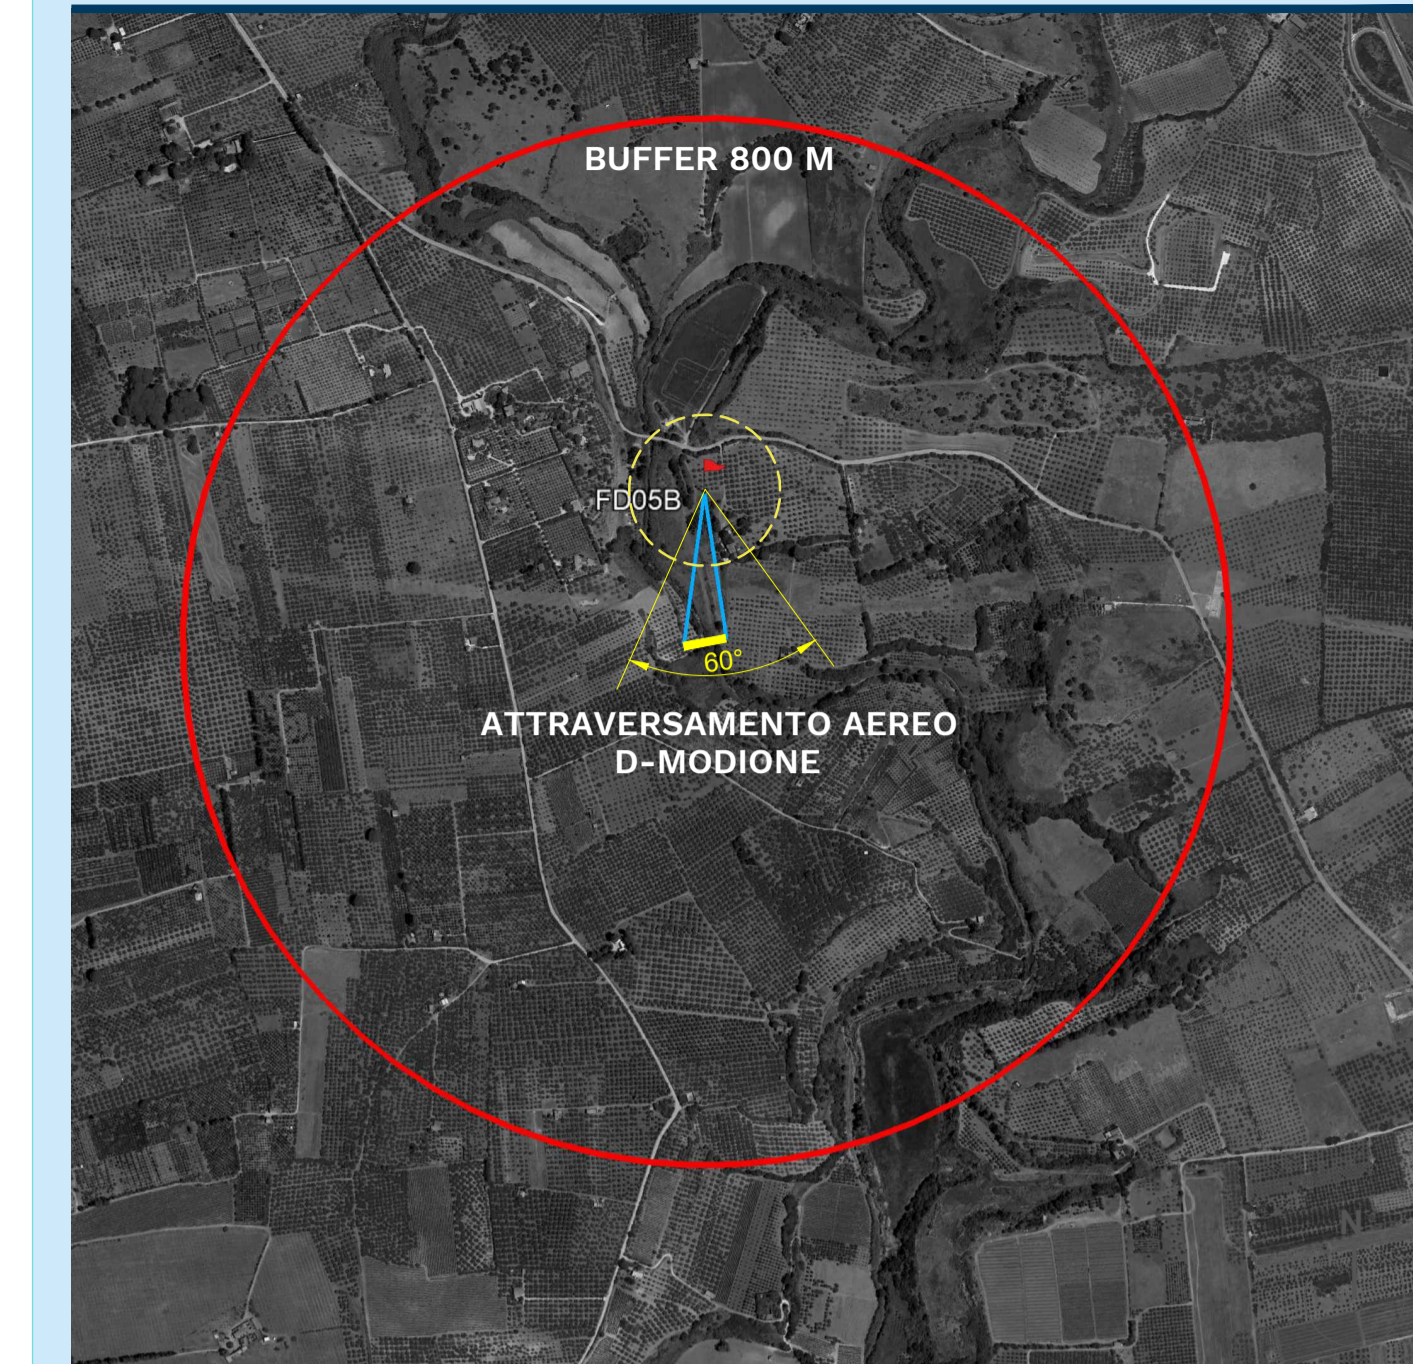 BUFFER 800 M
FD05B
60°
ATTRAVERSAMENTO AEREO
D-MODIONE
N